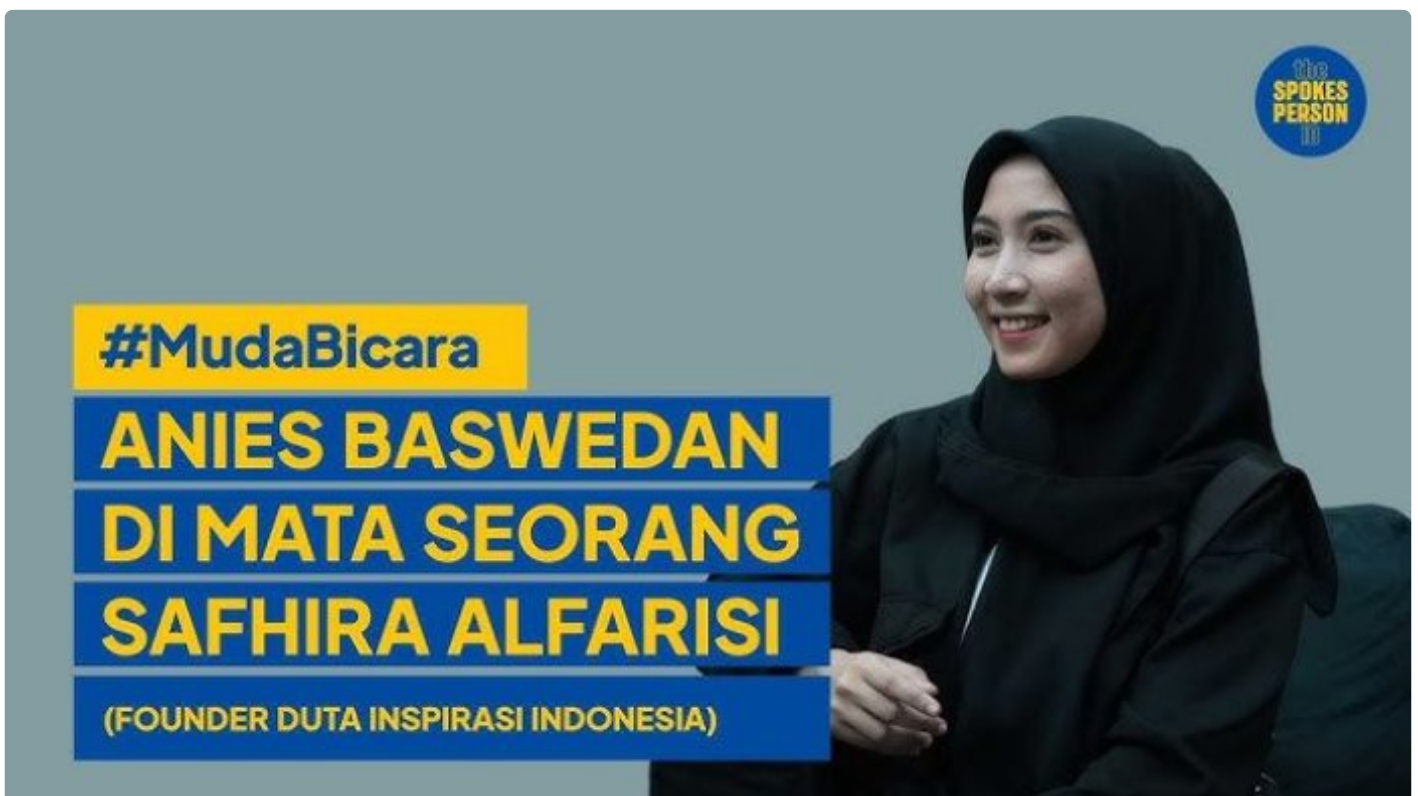 the
SPOKES
PERSON
ID
#MudaBicara
ANIES BASWEDAN
DI MATA SEORANG
SAFHIRA ALFARISI
(FOUNDER DUTA INSPIRASI INDONESIA)